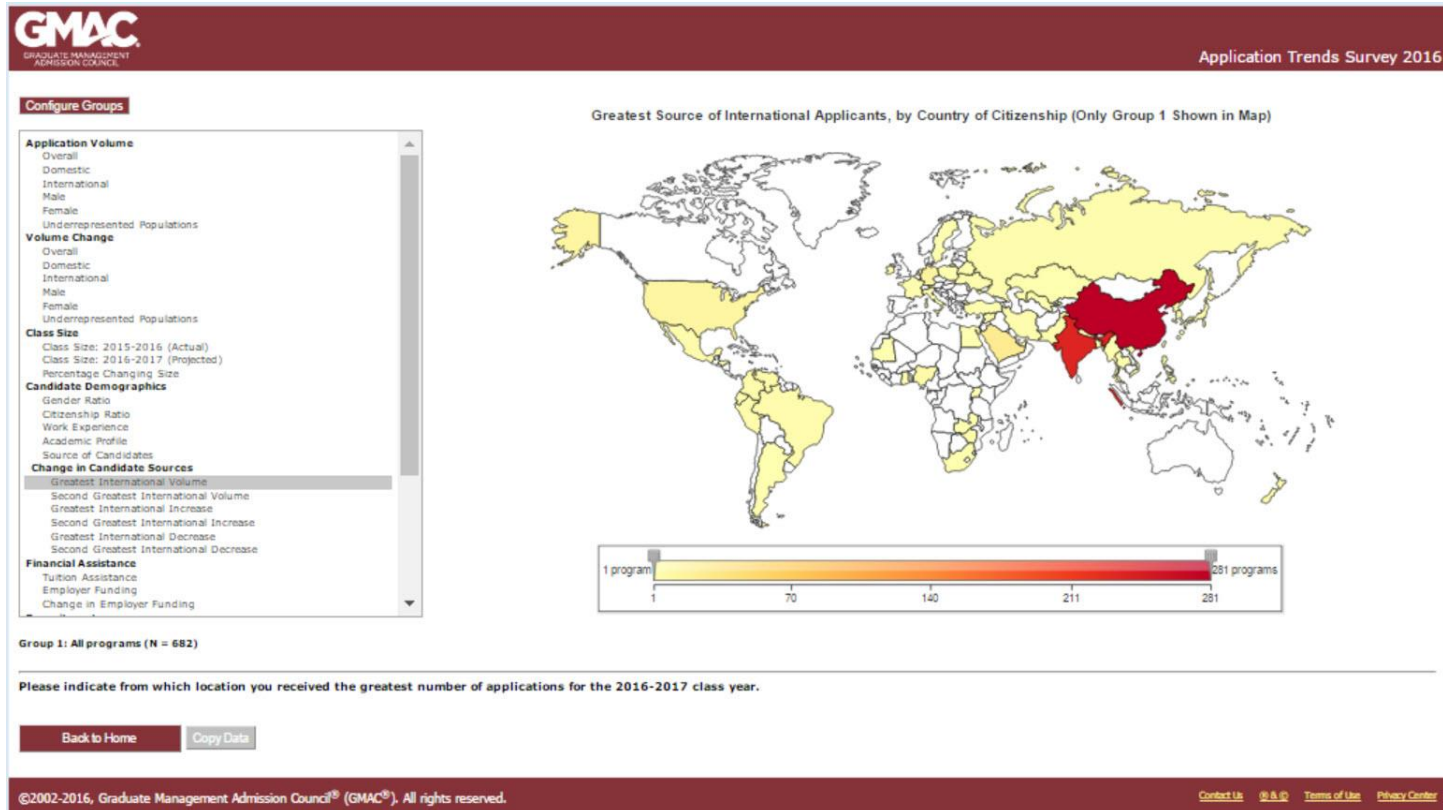 GMAC
GRADUATE MANAGEMENT
ADMISSION COUNCIL
Application Trends Survey 2016
Configure Groups
Application Volume
Overall
Domestic
International
Male
Female
Underrepresented Populations
Volume Change
Overall
Domestic
International
Male
Female
Underrepresented Populations
Class Size
Class Size: 2015-2016 (Actual)
Class Size: 2016-2017 (Projected)
Percentage Changing Size
Candidate Demographics
Gender Ratio
Citizenship Ratio
Work Experience
Academic Profile
Source of Candidates
Change in Candidate Sources
Greatest International Volume
Second Greatest International Volume
Greatest International Increase
Second Greatest International Increase
Greatest International Decrease
Second Greatest International Decrease
Financial Assistance
Tuition Assistance
Employer Funding
Change in Employer Funding
Greatest Source of International Applicants, by Country of Citizenship (Only Group 1 Shown in Map)
1 program
281 programs
1 70 140 211 281
Group 1: All programs (N = 682)
Please indicate from which location you received the greatest number of applications for the 2016-2017 class year.
Back to Home
Copy Data
©2002-2016, Graduate Management Admission Council® (GMAC®). All rights reserved.
Contact Us ®&© Terms of Use Privacy Center